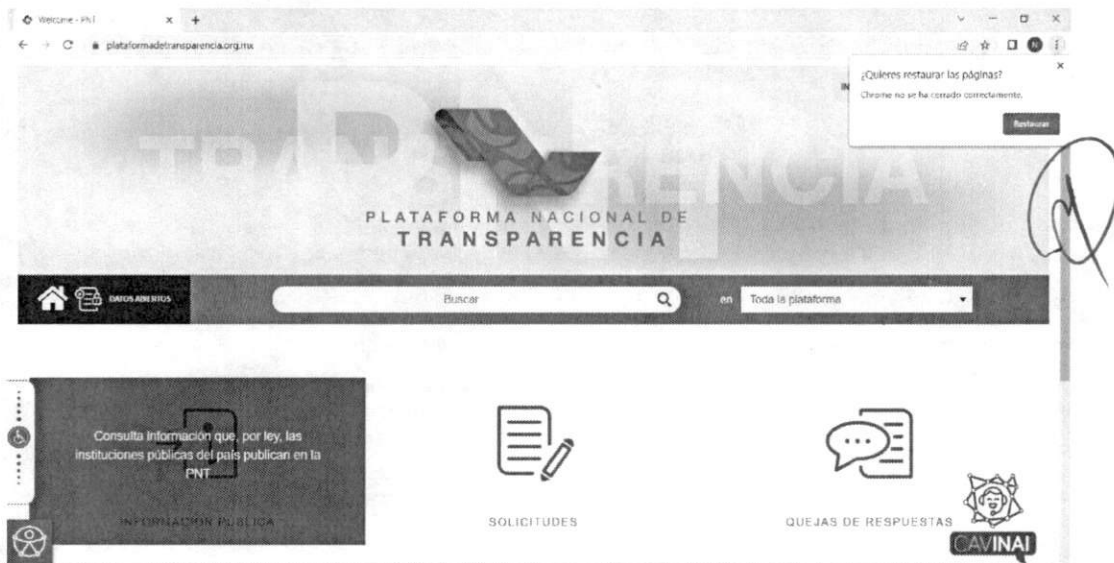 Welcome - PNT
plataformadetransparencia.org.mx
N
¿Quieres restaurar las páginas?
Chrome no se ha cerrado correctamente.
Restaurar
IN
TRANSPARENCIA
PLATAFORMA NACIONAL DE
TRANSPARENCIA
DATOS ABIERTOS
Buscar
en
Toda la plataforma
Consulta información que, por ley, las
instituciones públicas del país publican en la
PNT
INFORMACIÓN PÚBLICA
SOLICITUDES
QUEJAS DE RESPUESTAS
CAVINAI